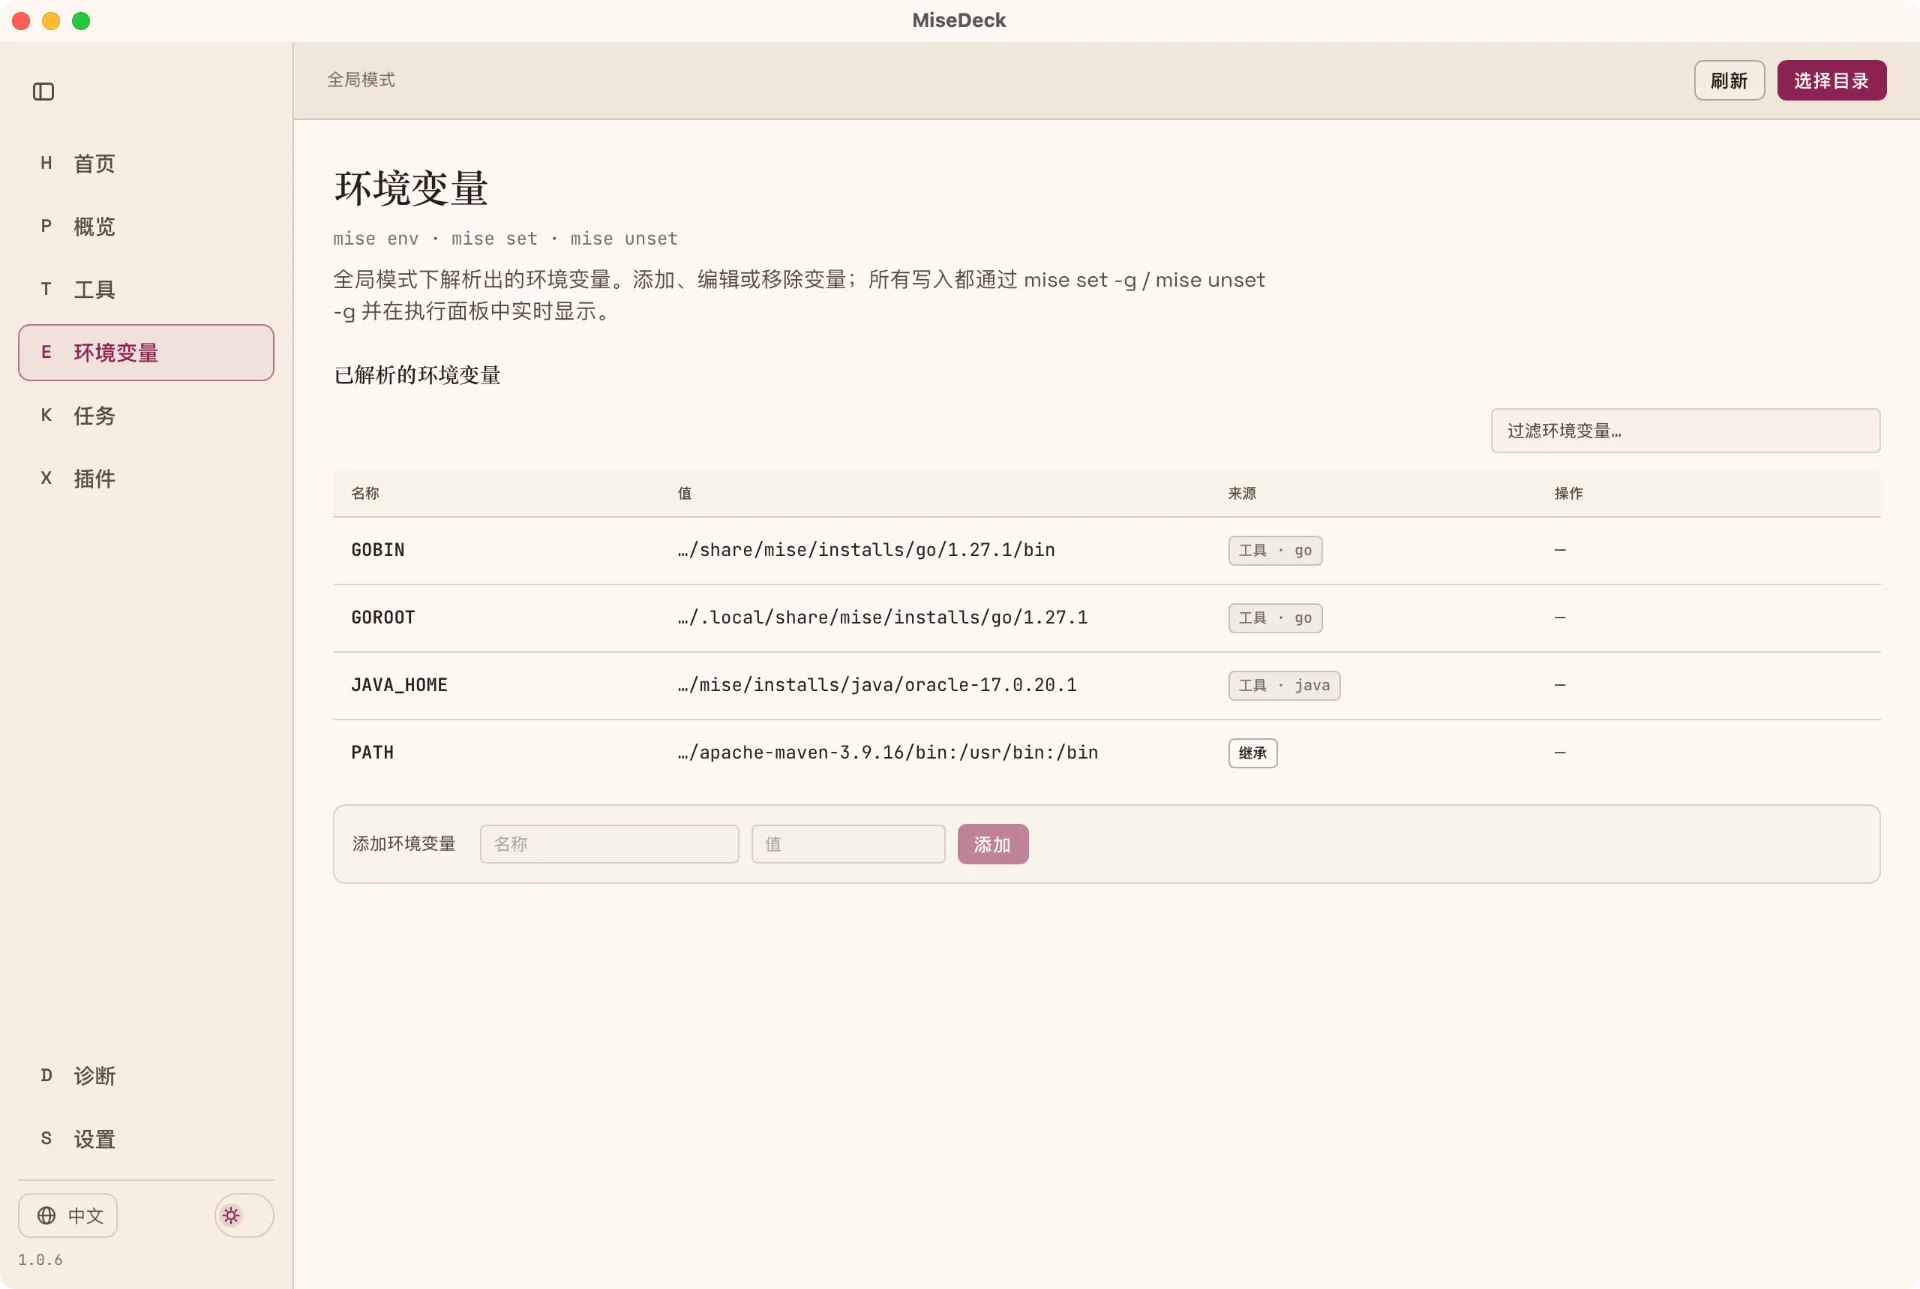 MiseDeck
全局模式
刷新
选择目录
H 首页
P 概览
T 工具
E 环境变量
K 任务
X 插件
D 诊断
S 设置
中文
1.0.6
环境变量
mise env · mise set · mise unset
全局模式下解析出的环境变量。添加、编辑或移除变量；所有写入都通过 mise set -g / mise unset
-g 并在执行面板中实时显示。
已解析的环境变量
过滤环境变量…
名称 值 来源 操作
GOBIN …/share/mise/installs/go/1.27.1/bin 工具 · go —
GOROOT …/.local/share/mise/installs/go/1.27.1 工具 · go —
JAVA_HOME …/mise/installs/java/oracle-17.0.20.1 工具 · java —
PATH …/apache-maven-3.9.16/bin:/usr/bin:/bin 继承 —
添加环境变量 名称 值 添加